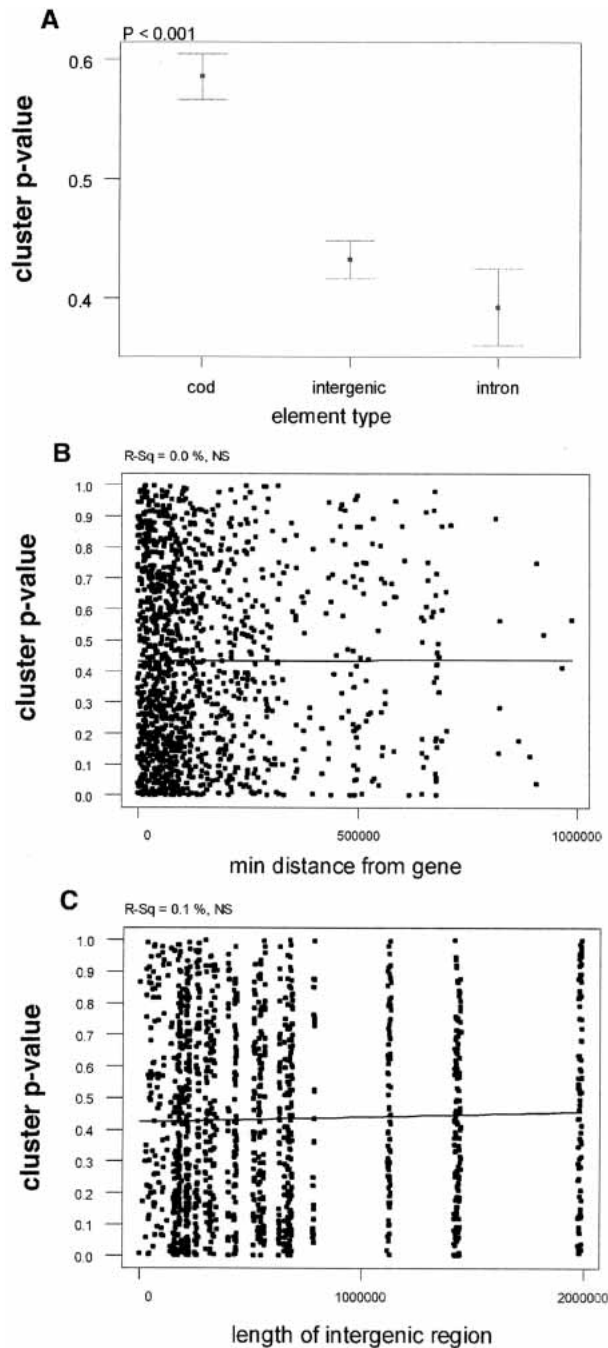 A
P < 0.001
0.6
0.5
0.4
cluster p-value
cod intergenic intron
element type
B
R-Sq = 0.0 %, NS
1.0
0.9
0.8
0.7
0.6
0.5
0.4
0.3
0.2
0.1
0.0
cluster p-value
0 500000 1000000
min distance from gene
C
R-Sq = 0.1 %, NS
1.0
0.9
0.8
0.7
0.6
0.5
0.4
0.3
0.2
0.1
0.0
cluster p-value
0 1000000 2000000
length of intergenic region